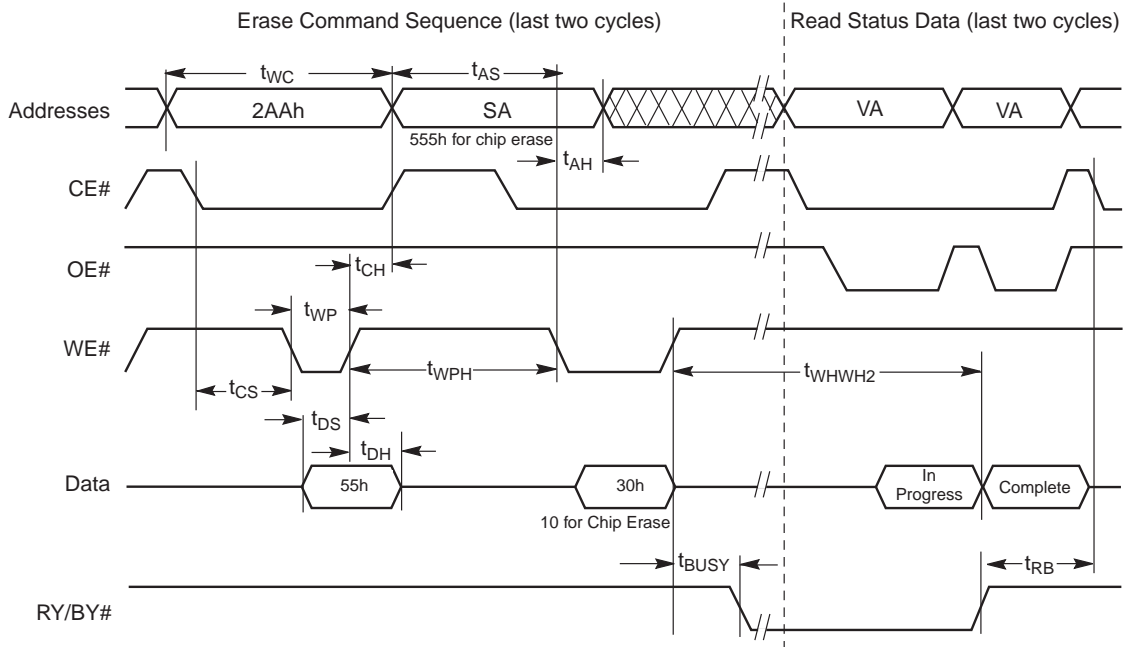 Erase Command Sequence (last two cycles)
Read Status Data (last two cycles)
tWC
tAS
Addresses
2AAh
SA
VA
VA
555h for chip erase
tAH
CE#
OE#
tCH
tWP
WE#
tWPH
tWHWH2
tCS
tDS
tDH
Data
55h
30h
In
Progress
Complete
10 for Chip Erase
tBUSY
tRB
RY/BY#